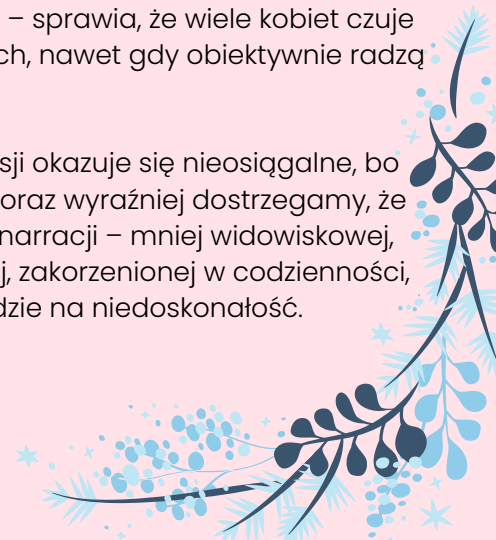 – sprawia, że wiele kobiet czuje
ch, nawet gdy obiektywnie radzą
sji okazuje się nieosiągalne, bo
oraz wyraźniej dostrzegamy, że
narracji – mniej widowiskowej,
j, zakorzenionej w codzienności,
dzie na niedoskonałość.